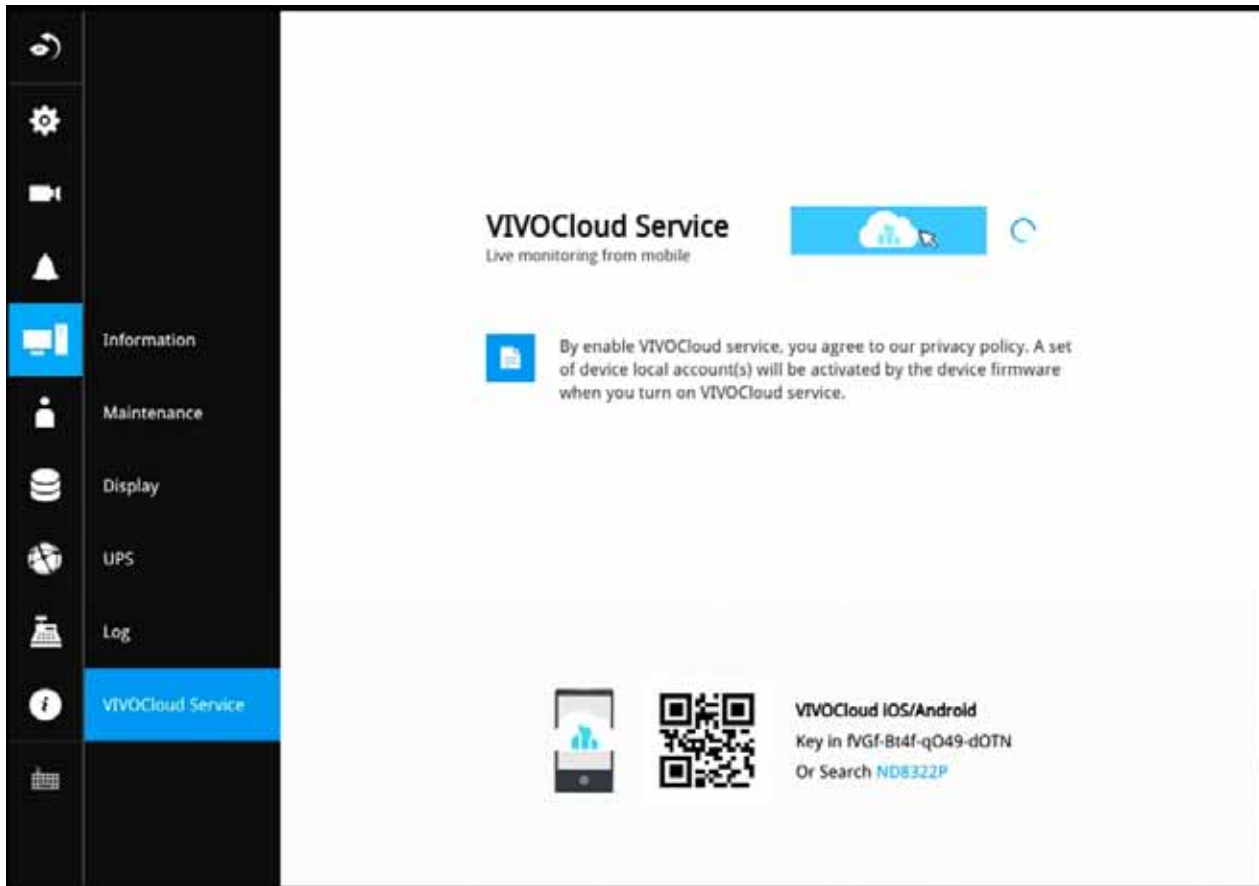 Information
Maintenance
Display
UPS
Log
VIVOCloud Service
VIVOCloud Service
Live monitoring from mobile
By enable VIVOCloud service, you agree to our privacy policy. A set
of device local account(s) will be activated by the device firmware
when you turn on VIVOCloud service.
VIVOCloud iOS/Android
Key in fVGf-Bt4f-qO49-dOTN
Or Search ND8322P